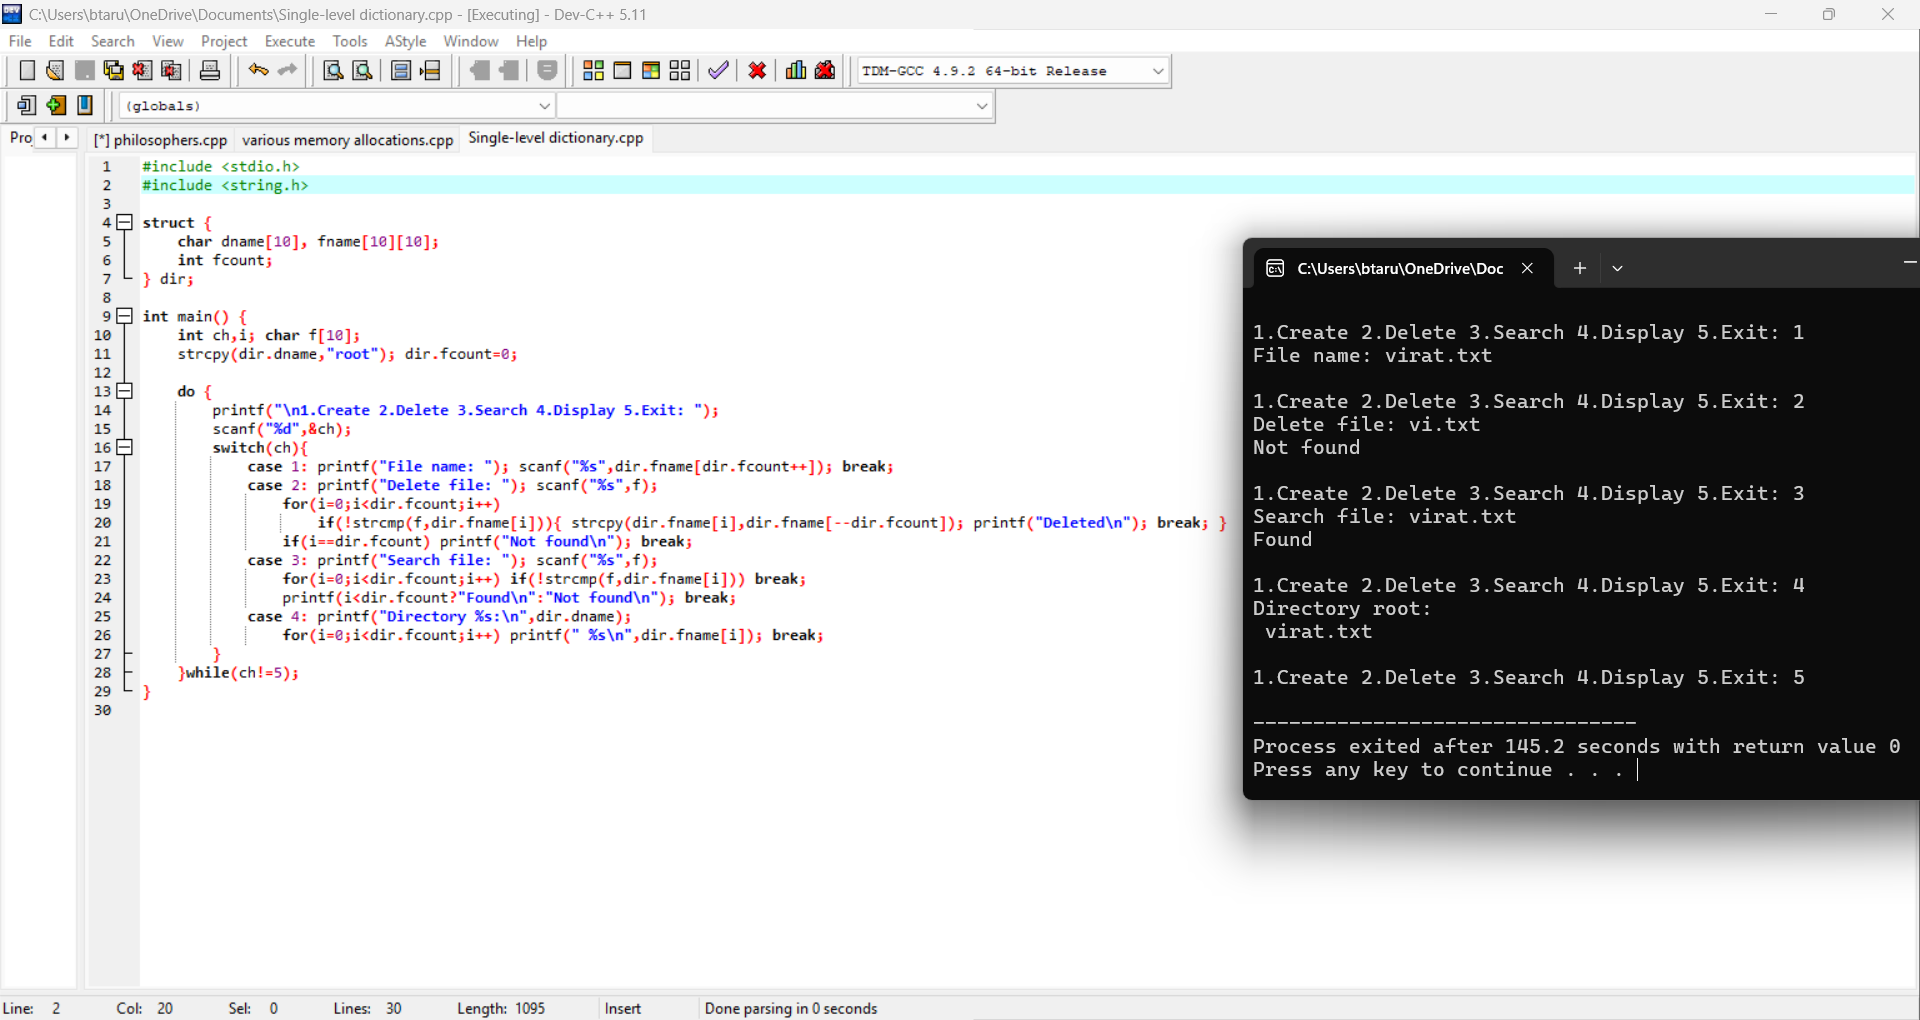 C:\Users\btaru\OneDrive\Documents\Single-level dictionary.cpp - [Executing] - Dev-C++ 5.11
File Edit Search View Project Execute Tools AStyle Window Help
TDM-GCC 4.9.2 64-bit Release
(globals)
Pro [*] philosophers.cpp various memory allocations.cpp Single-level dictionary.cpp
1 #include <stdio.h>
2 #include <string.h>
3
4 struct {
5 char dname[10], fname[10][10];
6 int fcount;
7 } dir;
8
9 int main() {
10 int ch,i; char f[10];
11 strcpy(dir.dname,"root"); dir.fcount=0;
12
13 do {
14 printf("\n1.Create 2.Delete 3.Search 4.Display 5.Exit: ");
15 scanf("%d",&ch);
16 switch(ch){
17 case 1: printf("File name: "); scanf("%s",dir.fname[dir.fcount++]); break;
18 case 2: printf("Delete file: "); scanf("%s",f);
19 for(i=0;i<dir.fcount;i++)
20 if(!strcmp(f,dir.fname[i])){ strcpy(dir.fname[i],dir.fname[--dir.fcount]); printf("Deleted\n"); break; }
21 if(i==dir.fcount) printf("Not found\n"); break;
22 case 3: printf("Search file: "); scanf("%s",f);
23 for(i=0;i<dir.fcount;i++) if(!strcmp(f,dir.fname[i])) break;
24 printf(i<dir.fcount?"Found\n":"Not found\n"); break;
25 case 4: printf("Directory %s:\n",dir.dname);
26 for(i=0;i<dir.fcount;i++) printf(" %s\n",dir.fname[i]); break;
27 }
28 }while(ch!=5);
29 }
30
C:\Users\btaru\OneDrive\Doc
1.Create 2.Delete 3.Search 4.Display 5.Exit: 1
File name: virat.txt
1.Create 2.Delete 3.Search 4.Display 5.Exit: 2
Delete file: vi.txt
Not found
1.Create 2.Delete 3.Search 4.Display 5.Exit: 3
Search file: virat.txt
Found
1.Create 2.Delete 3.Search 4.Display 5.Exit: 4
Directory root:
virat.txt
1.Create 2.Delete 3.Search 4.Display 5.Exit: 5
--------------------------------
Process exited after 145.2 seconds with return value 0
Press any key to continue . . .
Line: 2 Col: 20 Sel: 0 Lines: 30 Length: 1095 Insert Done parsing in 0 seconds